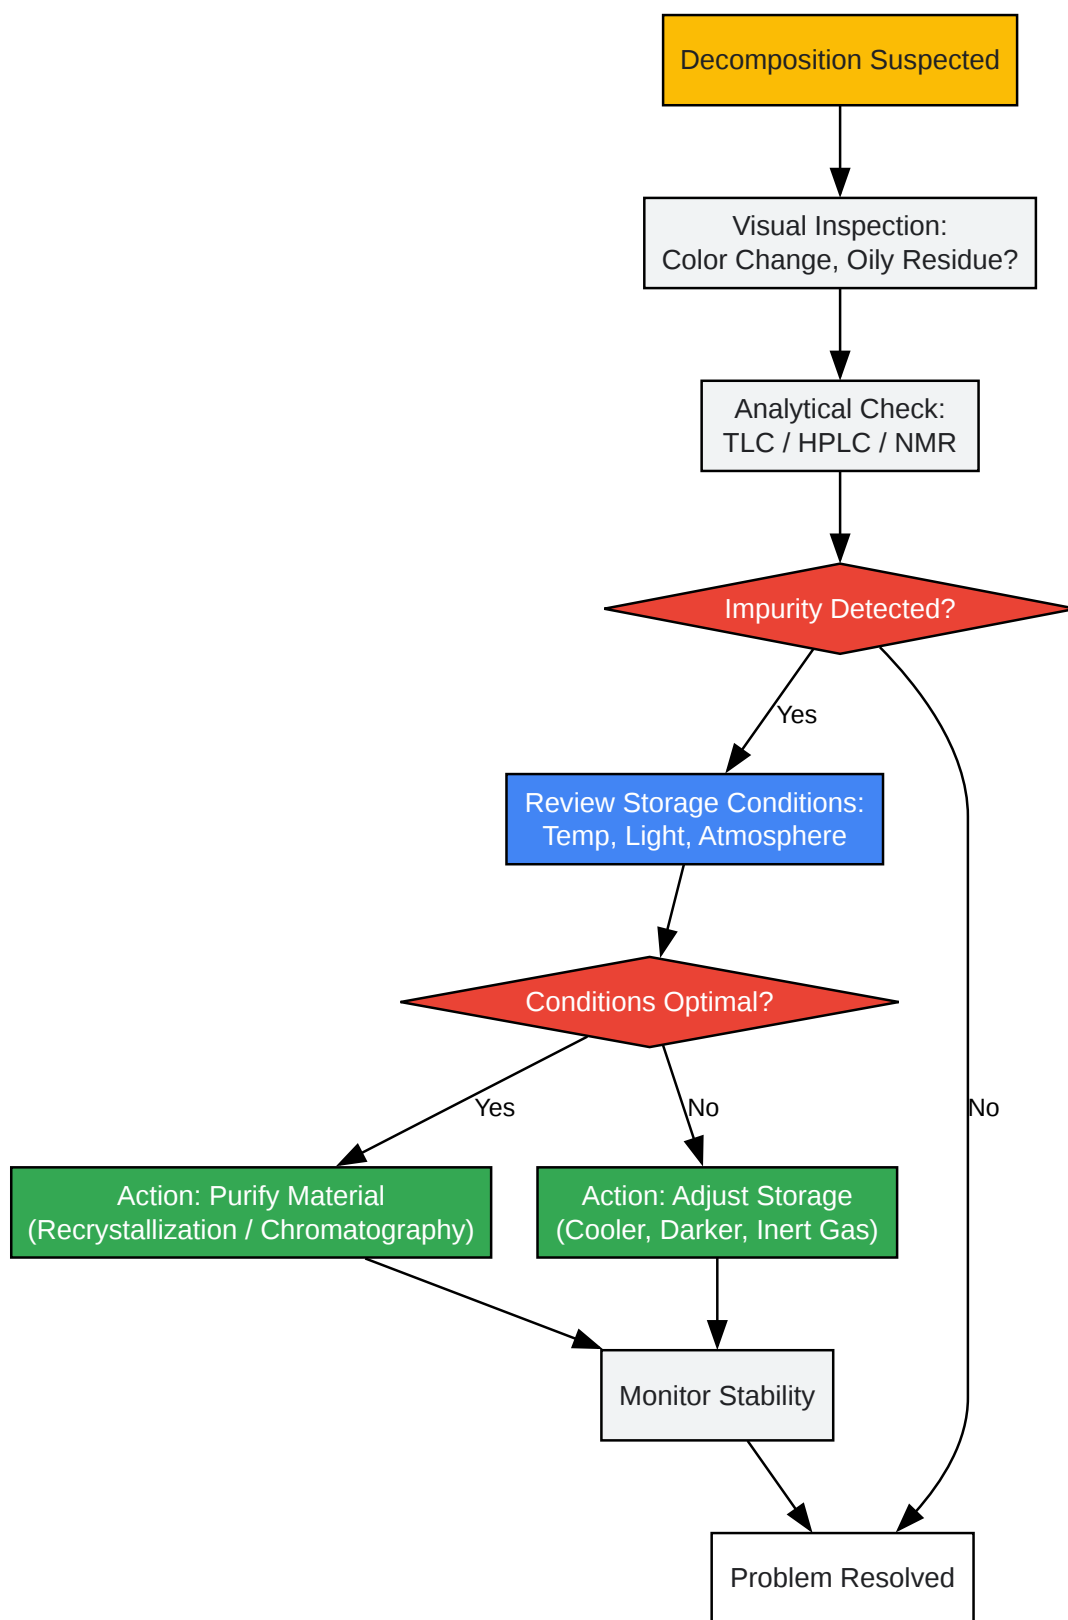 Decomposition Suspected
Visual Inspection:
Color Change, Oily Residue?
Analytical Check:
TLC / HPLC / NMR
Impurity Detected?
Yes
Review Storage Conditions:
Temp, Light, Atmosphere
Conditions Optimal?
Yes
No
No
Action: Purify Material
(Recrystallization / Chromatography)
Action: Adjust Storage
(Cooler, Darker, Inert Gas)
Monitor Stability
Problem Resolved